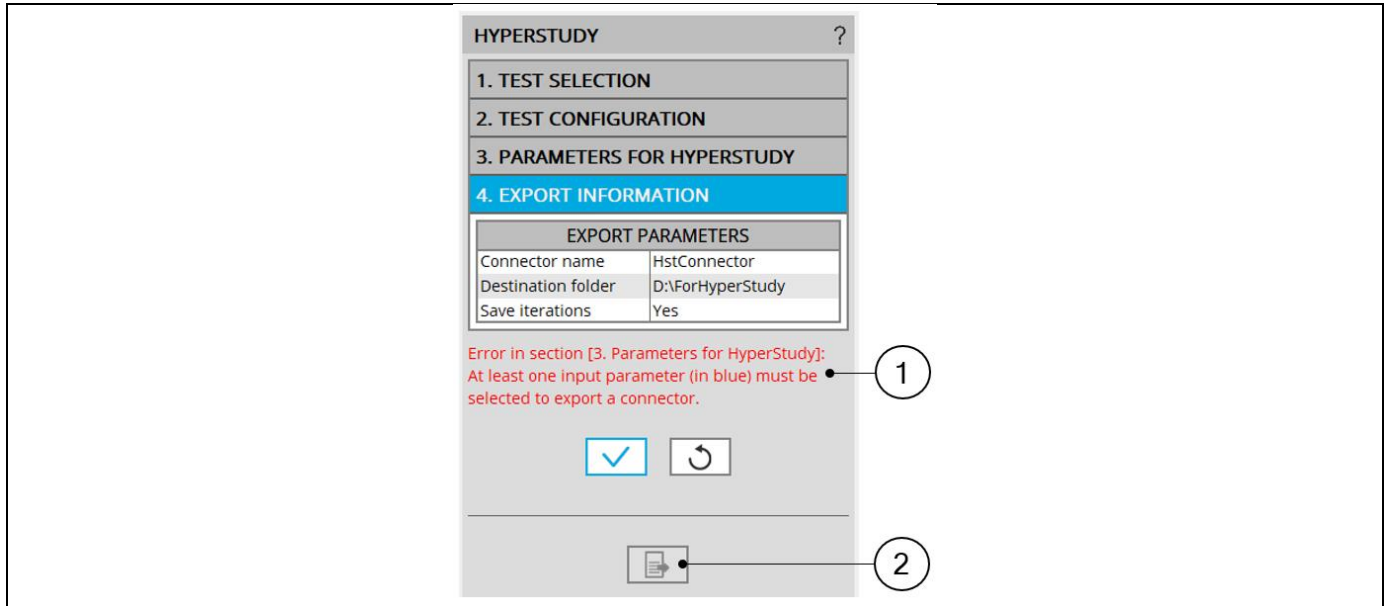 HYPERSTUDY ?
1. TEST SELECTION
2. TEST CONFIGURATION
3. PARAMETERS FOR HYPERSTUDY
4. EXPORT INFORMATION
EXPORT PARAMETERS
Connector name HstConnector
Destination folder D:\ForHyperStudy
Save iterations Yes
Error in section [3. Parameters for HyperStudy]:
At least one input parameter (in blue) must be
selected to export a connector.
1
2